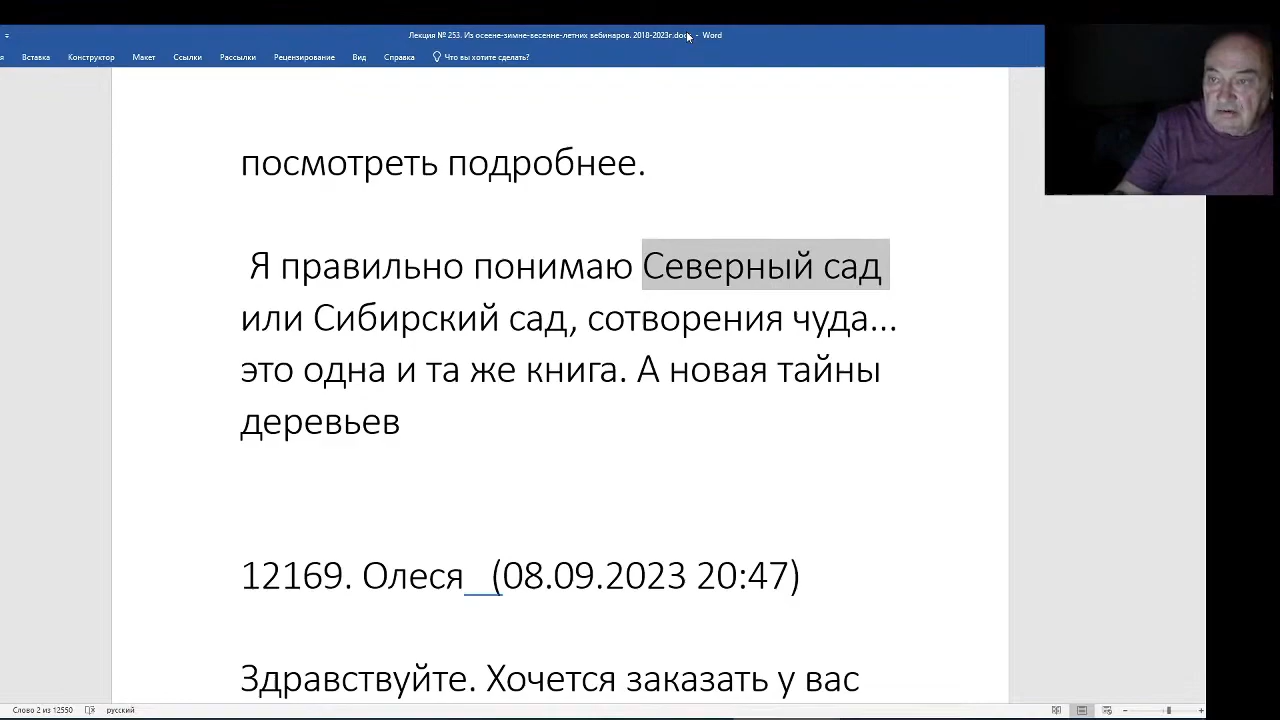 Лекция № 253. Из осеене-зимне-весенне-летних вебинаров. 2018-2023г.docx - Word
я Вставка Конструктор Макет Ссылки Рассылки Рецензирование Вид Справка Что вы хотите сделать?
посмотреть подробнее.
Я правильно понимаю Северный сад
или Сибирский сад, сотворения чуда...
это одна и та же книга. А новая тайны
деревьев
12169. Олеся (08.09.2023 20:47)
Здравствуйте. Хочется заказать у вас
Слово 2 из 12550 русский